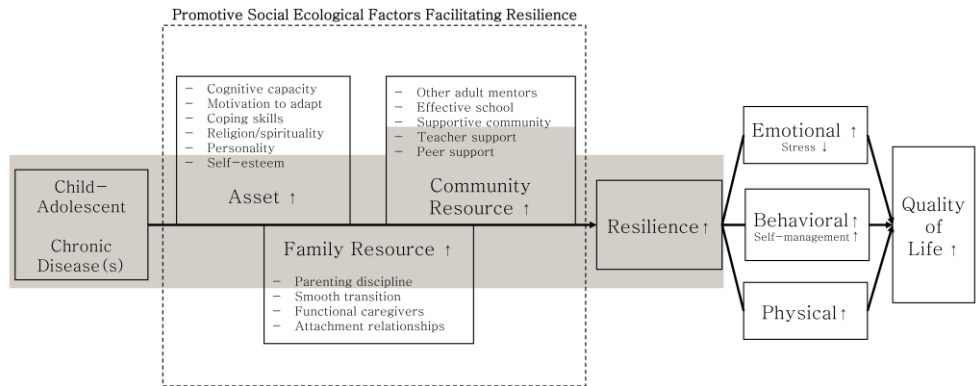 Promotive Social Ecological Factors Facilitating Resilience
Child−
Adolescent
Chronic
Disease(s)
− Cognitive capacity
− Motivation to adapt
− Coping skills
− Religion/spirituality
− Personality
− Self-esteem
Asset ↑
− Other adult mentors
− Effective school
− Supportive community
− Teacher support
− Peer support
Community
Resource ↑
Family Resource ↑
− Parenting discipline
− Smooth transition
− Functional caregivers
− Attachment relationships
Resilience↑
Emotional ↑
Stress ↓
Behavioral↑
Self-management ↑
Physical↑
Quality
of
Life ↑